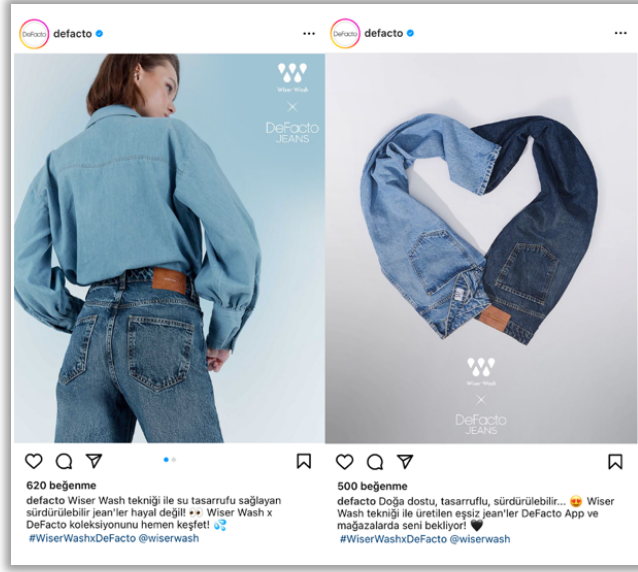 DeFacto
defacto
Wiser Wash
×
DeFacto
JEANS
620 beğenme
defacto Wiser Wash tekniği ile su tasarrufu sağlayan
sürdürülebilir jean'ler hayal değil! 👀 Wiser Wash x
DeFacto koleksiyonunu hemen keşfet! 💦
#WiserWashxDeFacto @wiserwash
DeFacto
defacto
Wiser Wash
×
DeFacto
JEANS
500 beğenme
defacto Doğa dostu, tasarruflu, sürdürülebilir... 😍 Wiser
Wash tekniği ile üretilen eşsiz jean'ler DeFacto App ve
mağazalarda seni bekliyor! 🖤
#WiserWashxDeFacto @wiserwash